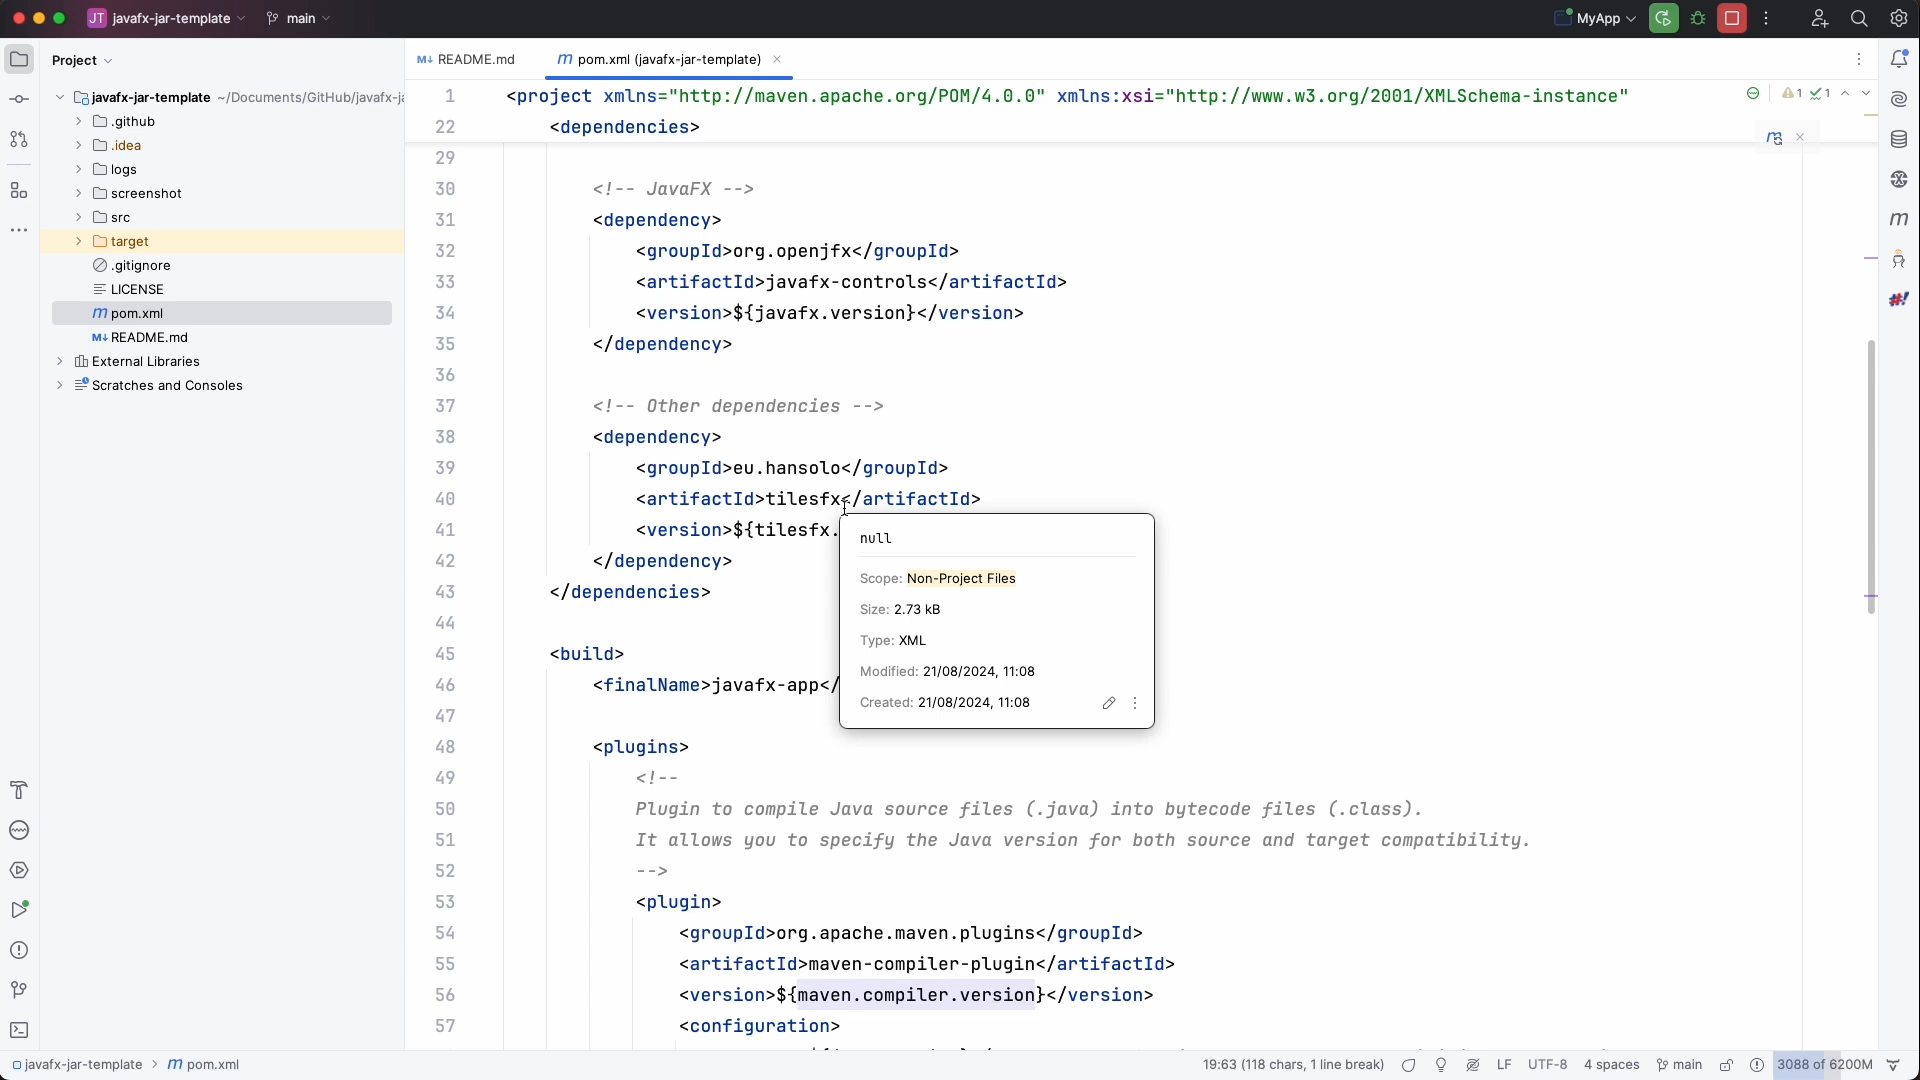 JT javafx-jar-template main MyApp
Project
README.md
pom.xml (javafx-jar-template)
javafx-jar-template ~/Documents/GitHub/javafx-j
.github
.idea
logs
screenshot
src
target
.gitignore
LICENSE
m pom.xml
M↓ README.md
External Libraries
Scratches and Consoles
1 <project xmlns="http://maven.apache.org/POM/4.0.0" xmlns:xsi="http://www.w3.org/2001/XMLSchema-instance" 1 1
22 <dependencies>
29
30 <!-- JavaFX -->
31 <dependency>
32 <groupId>org.openjfx</groupId>
33 <artifactId>javafx-controls</artifactId>
34 <version>${javafx.version}</version>
35 </dependency>
36
37 <!-- Other dependencies -->
38 <dependency>
39 <groupId>eu.hansolo</groupId>
40 <artifactId>tilesfx</artifactId>
41 <version>${tilesfx.
42 </dependency>
43 </dependencies>
44
45 <build>
46 <finalName>javafx-app</
47
48 <plugins>
49 <!--
50 Plugin to compile Java source files (.java) into bytecode files (.class).
51 It allows you to specify the Java version for both source and target compatibility.
52 -->
53 <plugin>
54 <groupId>org.apache.maven.plugins</groupId>
55 <artifactId>maven-compiler-plugin</artifactId>
56 <version>${maven.compiler.version}</version>
57 <configuration>
null
Scope: Non-Project Files
Size: 2.73 kB
Type: XML
Modified: 21/08/2024, 11:08
Created: 21/08/2024, 11:08
javafx-jar-template > m pom.xml 19:63 (118 chars, 1 line break) LF UTF-8 4 spaces main 3088 of 6200M